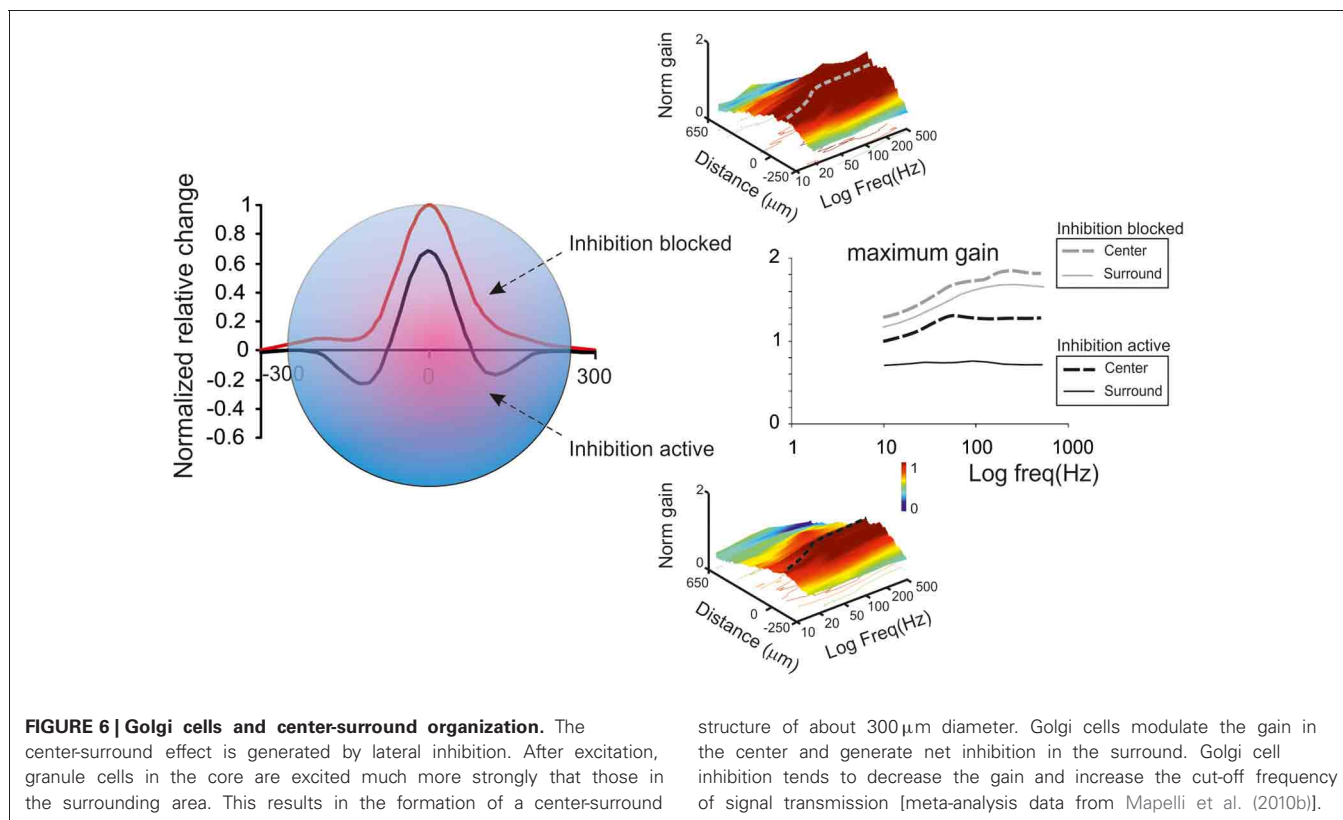 2
Norm gain
0
650
Distance (μm)
0
-250
10
20
50
100
200
500
Log Freq(Hz)
Normalized relative change
1
0.8
0.6
0.4
0.2
0
-0.2
-0.4
-0.6
-300
0
300
Inhibition blocked
Inhibition active
maximum gain
2
1
0
1
10
100
1000
Log freq(Hz)
Inhibition blocked
Center
Surround
Inhibition active
Center
Surround
1
0
2
Norm gain
0
650
Distance (μm)
0
-250
10
20
50
100
200
500
Log Freq(Hz)
FIGURE 6 | Golgi cells and center-surround organization. The
center-surround effect is generated by lateral inhibition. After excitation,
granule cells in the core are excited much more strongly that those in
the surrounding area. This results in the formation of a center-surround
structure of about 300 μm diameter. Golgi cells modulate the gain in
the center and generate net inhibition in the surround. Golgi cell
inhibition tends to decrease the gain and increase the cut-off frequency
of signal transmission [meta-analysis data from Mapelli et al. (2010b)].